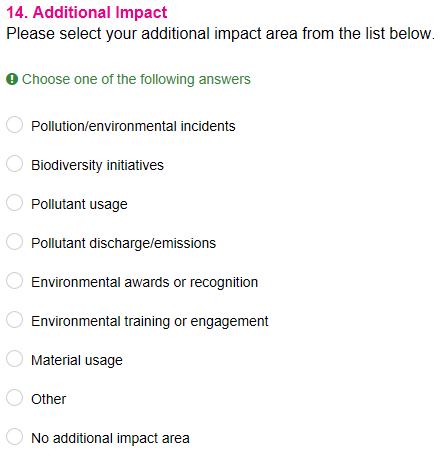 14. Additional Impact
Please select your additional impact area from the list below.
Choose one of the following answers
Pollution/environmental incidents
Biodiversity initiatives
Pollutant usage
Pollutant discharge/emissions
Environmental awards or recognition
Environmental training or engagement
Material usage
Other
No additional impact area